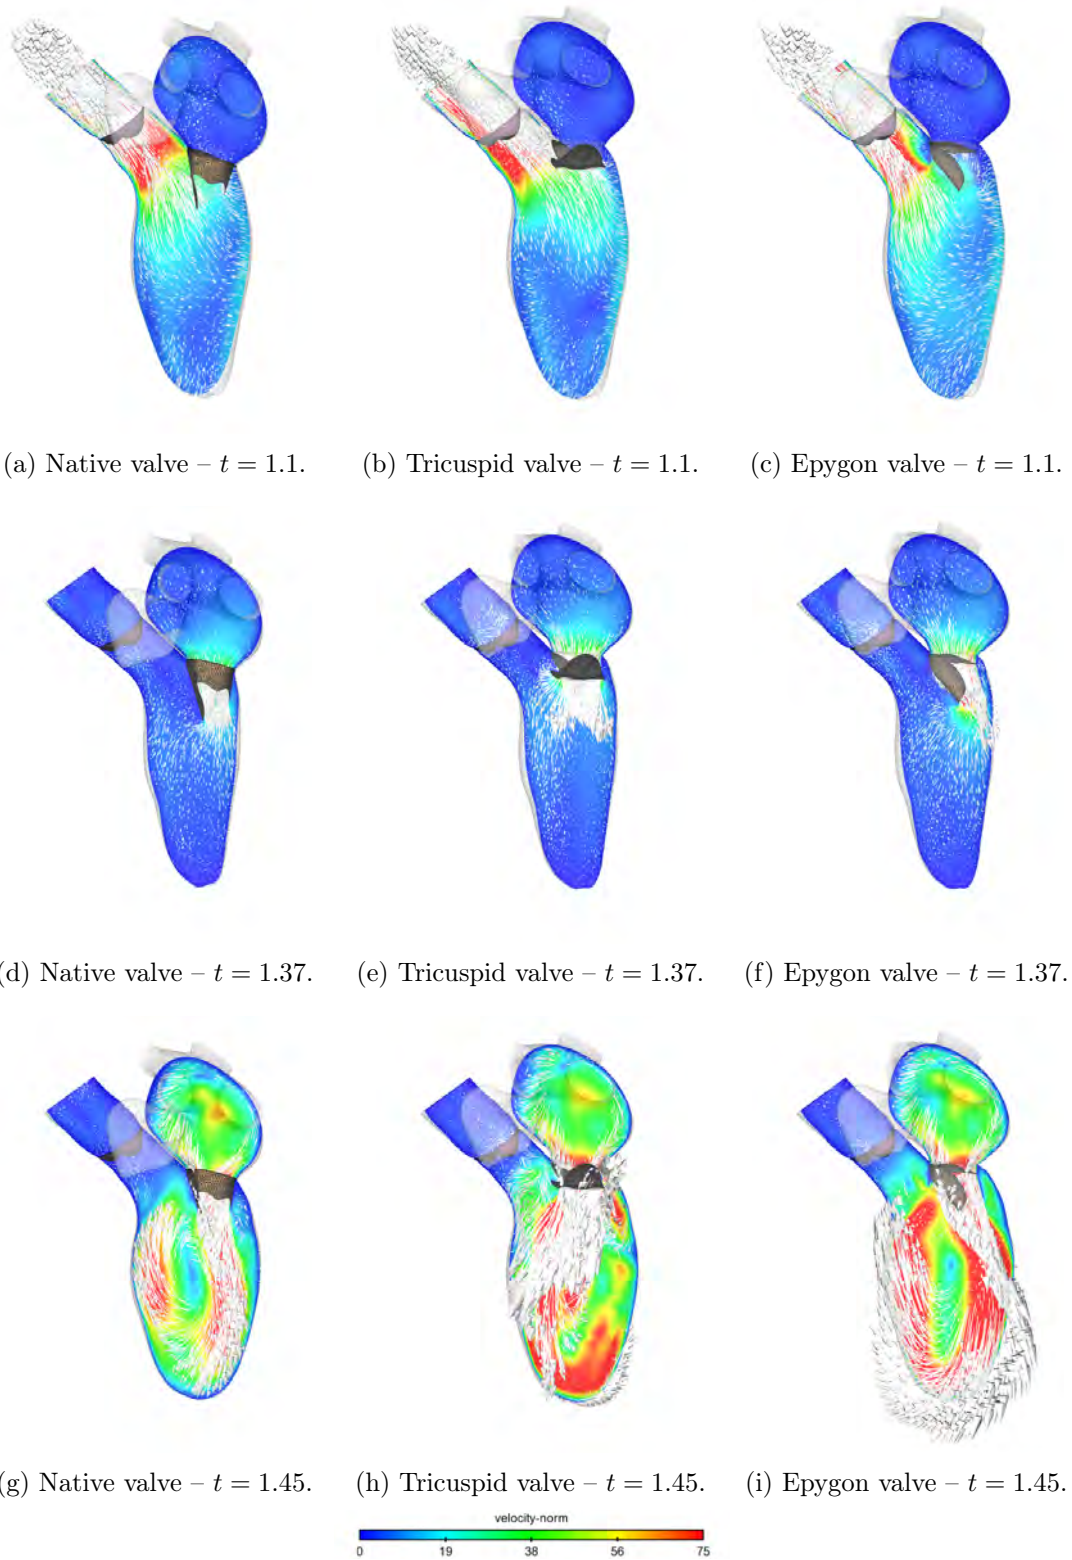 (a) Native valve – t = 1.1. (b) Tricuspid valve – t = 1.1. (c) Epygon valve – t = 1.1.
(d) Native valve – t = 1.37. (e) Tricuspid valve – t = 1.37. (f) Epygon valve – t = 1.37.
(g) Native valve – t = 1.45. (h) Tricuspid valve – t = 1.45. (i) Epygon valve – t = 1.45.
velocity-norm
0 19 38 56 75